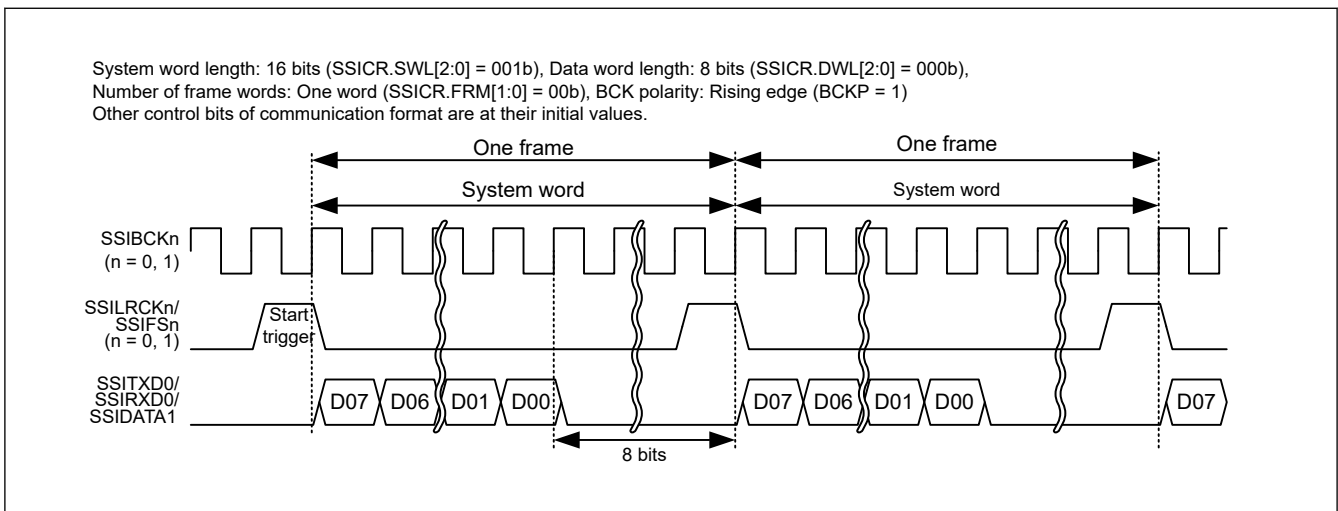 System word length: 16 bits (SSICR.SWL[2:0] = 001b), Data word length: 8 bits (SSICR.DWL[2:0] = 000b),
Number of frame words: One word (SSICR.FRM[1:0] = 00b), BCK polarity: Rising edge (BCKP = 1)
Other control bits of communication format are at their initial values.
One frame One frame
System word System word
SSIBCKn
(n = 0, 1)
SSILRCKn/
SSIFSn
(n = 0, 1)
Start
trigger
SSITXD0/
SSIRXD0/
SSIDATA1
D07 D06 D01 D00 D07 D06 D01 D00 D07
8 bits